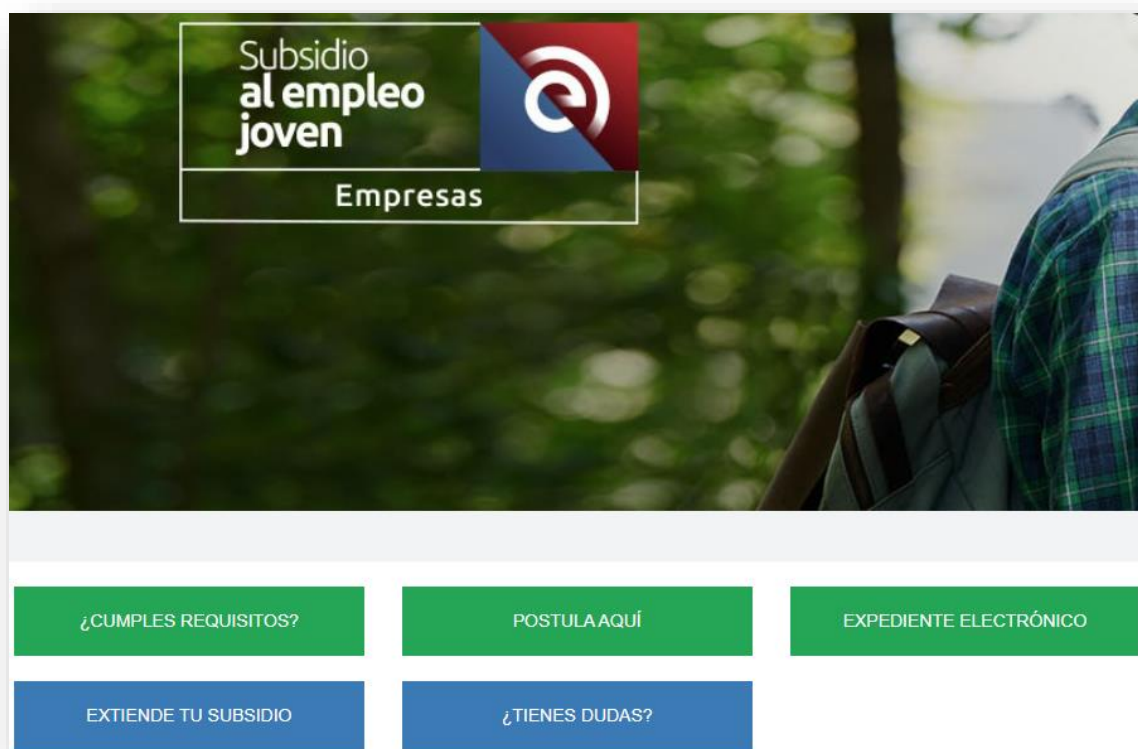 Subsidio
al empleo
joven
Empresas
¿CUMPLES REQUISITOS?
POSTULA AQUÍ
EXPEDIENTE ELECTRÓNICO
EXTIENDE TU SUBSIDIO
¿TIENES DUDAS?